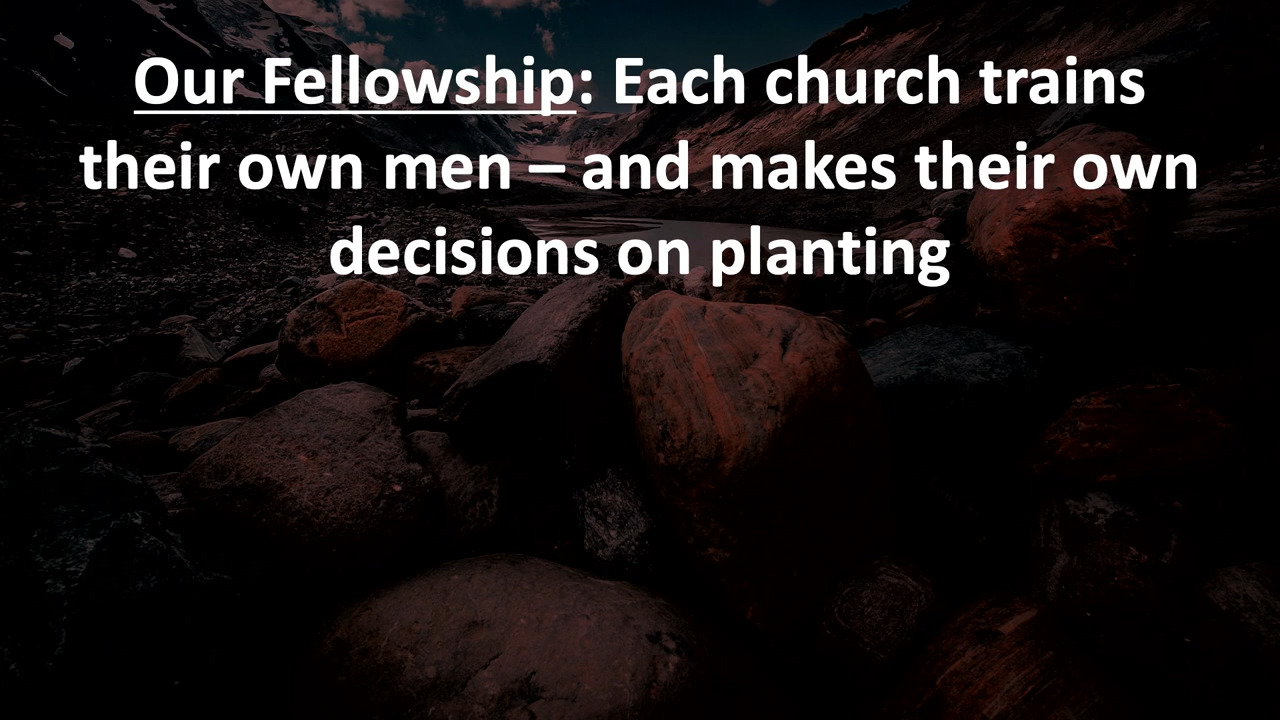 Our Fellowship: Each church trains
their own men – and makes their own
decisions on planting